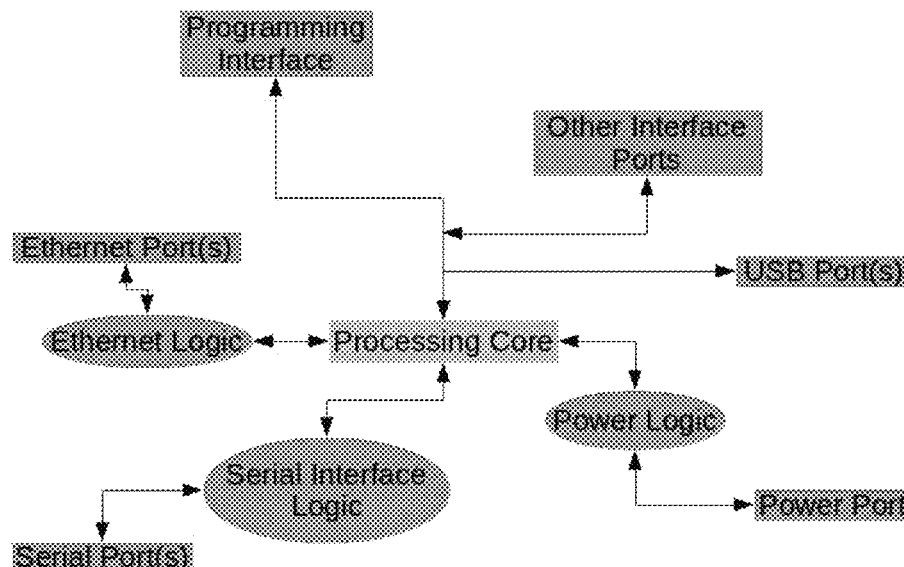 Programming
Interface
Other Interface
Ports
Ethernet Port(s)
USB Port(s)
Ethernet Logic
Processing Core
Power Logic
Serial Interface
Logic
Power Port
Serial Port(s)